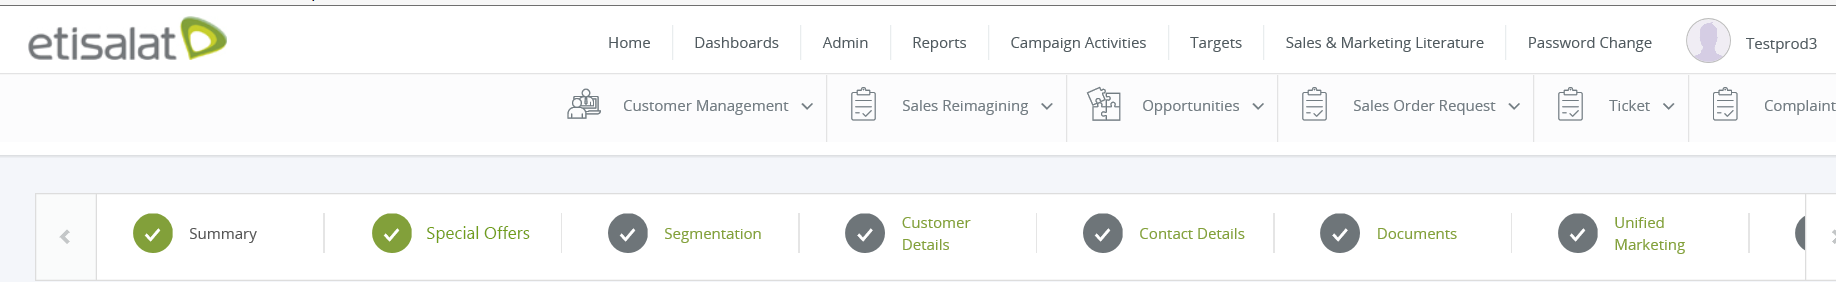 etisalat
Home Dashboards Admin Reports Campaign Activities Targets Sales & Marketing Literature Password Change Testprod3
Customer Management Sales Reimagining Opportunities Sales Order Request Ticket Complaint
Summary Special Offers Segmentation Customer Details Contact Details Documents Unified Marketing